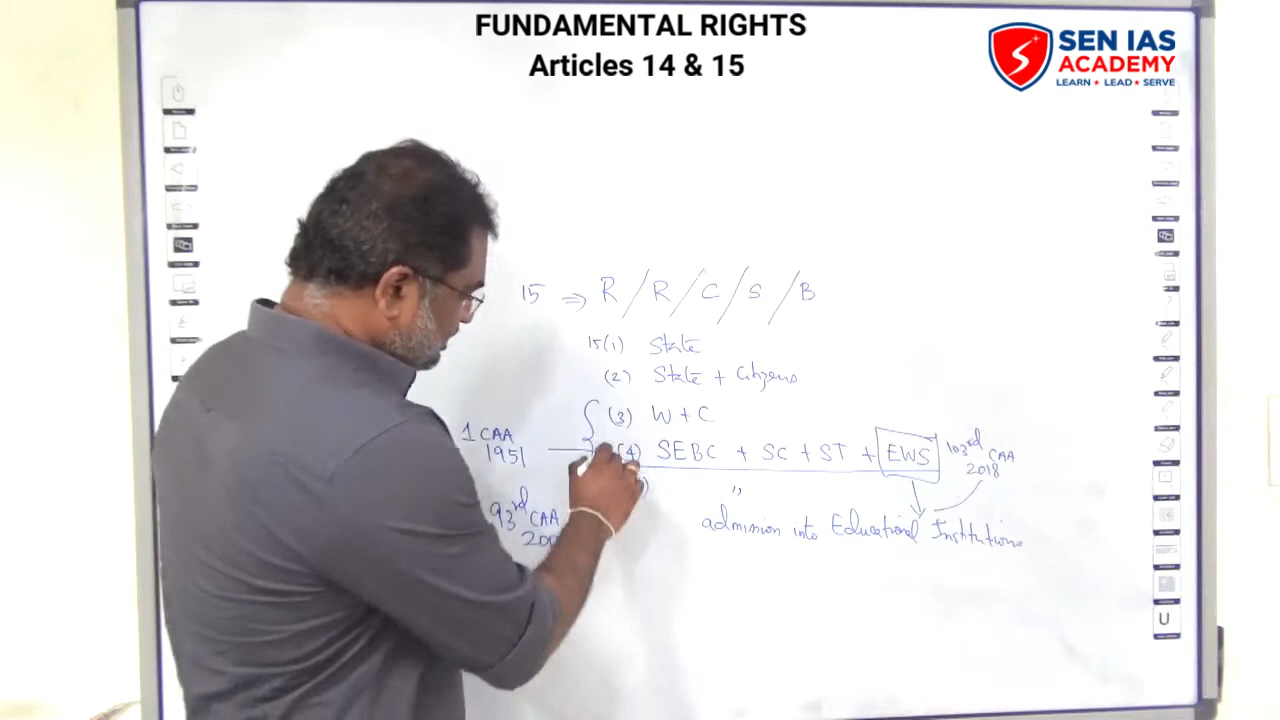 FUNDAMENTAL RIGHTS
Articles 14 & 15
SEN IAS
ACADEMY
LEARN ★ LEAD ★ SERVE
15 ⇒ R / R / C / S / B
15(1) State
(2) State + Citizens
(3) W + C
1 CAA
1951
(4) SEBC + SC + ST + EWS
103rd CAA
2018
)
〃
93rd CAA
200
admission into Educational Institutions
U